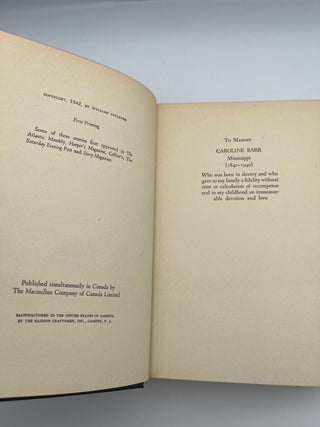 COPYRIGHT, 1942, BY WILLIAM FAULKNER
First Printing
Some of these stories first appeared in The
Atlantic Monthly, Harper's Magazine, Collier's, The
Saturday Evening Post and Story Magazine.
Published simultaneously in Canada by
The Macmillan Company of Canada Limited
MANUFACTURED IN THE UNITED STATES OF AMERICA
BY THE HADDON CRAFTSMEN, INC., CAMDEN, N. J.
To MAMMY
CAROLINE BARR
Mississippi
[1840–1940]
Who was born in slavery and who
gave to my family a fidelity without
stint or calculation of recompense
and to my childhood an immeasur-
able devotion and love